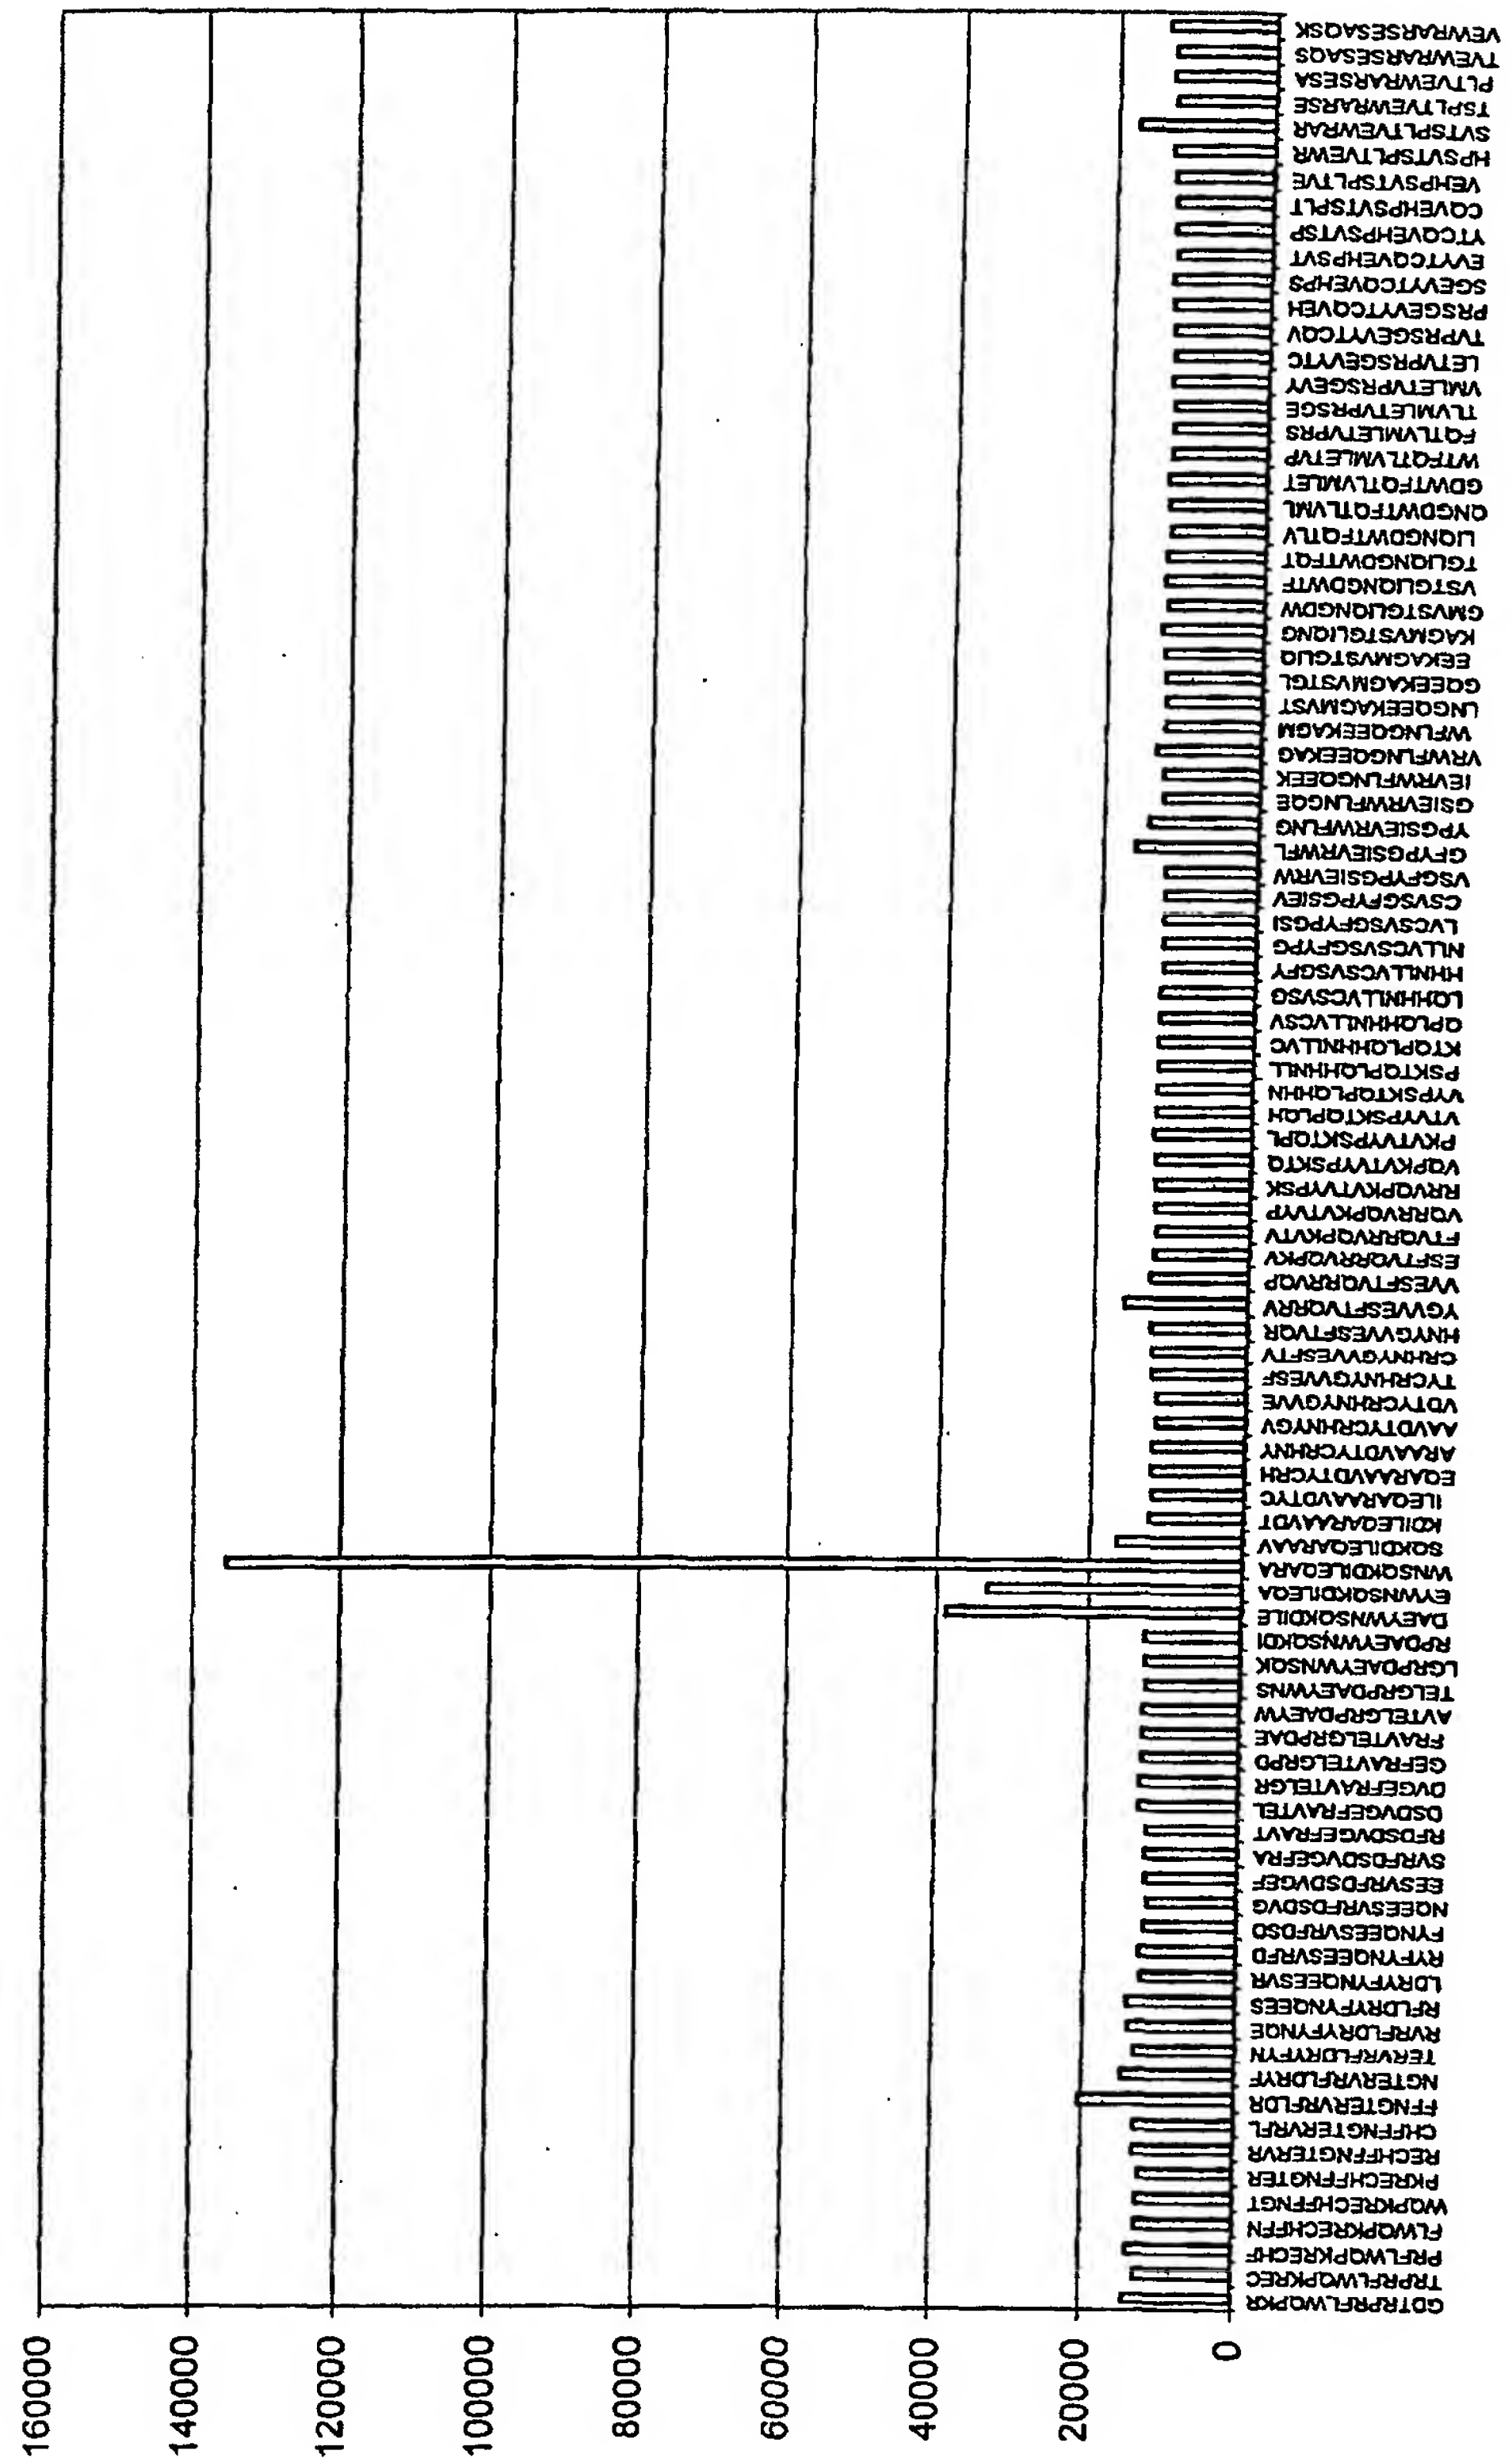 160000
140000
120000
100000
80000
60000
40000
20000
0
GDTRPRFLWQPKR
TRPRFLWQPKREC
PRFLWQPKRECHF
FLWQPKRECHFFN
WQPKRECHFFNGT
PKRECHFFNGTER
RECHFFNGTERVR
CHFFNGTERVRFL
FFNGTERVRFLDR
NGTERVRFLDRYF
TERVRFLDRYFYN
RVRFLDRYFYNQE
RFLDRYFYNQEES
LDRYFYNQEESVR
RYFYNQEESVRFD
FYNQEESVRFDSD
NQEESVRFDSDVG
EESVRFDSDVGEF
SVRFDSDVGEFRA
RFDSDVGEFRAVT
DSDVGEFRAVTEL
DVGEFRAVTELGR
GEFRAVTELGRPD
FRAVTELGRPDAE
AVTELGRPDAEYW
TELGRPDAEYWNS
LGRPDAEYWNSQK
RPDAEYWNSQKDI
DAEYWNSQKDILE
EYWNSQKDILEQA
WNSQKDILEQARA
SQKDILEQARAAV
KDILEQARAAVDT
ILEQARAAVDTYC
EQARAAVDTYCRH
ARAAVDTYCRHNY
AAVDTYCRHNYGV
VDTYCRHNYGVVE
TYCRHNYGVVESF
CRHNYGVVESFTV
HNYGVVESFTVQR
YGVVESFTVQRRV
VVESFTVQRRVQP
ESFTVQRRVQPKV
FTVQRRVQPKVTV
VQRRVQPKVTVYP
RRVQPKVTVYPSK
VQPKVTVYPSKTQ
PKVTVYPSKTQPL
VTVYPSKTQPLQH
VYPSKTQPLQHHN
PSKTQPLQHHNLL
KTQPLQHHNLLVC
QPLQHHNLLVCSV
LQHHNLLVCSVSG
HHNLLVCSVSGFY
NLLVCSVSGFYPG
LVCSVSGFYPGSI
CSVSGFYPGSIEV
VSGFYPGSIEVRW
GFYPGSIEVRWFL
YPGSIEVRWFLNG
GSIEVRWFLNGQE
IEVRWFLNGQEEK
VRWFLNGQEEKAG
WFLNGQEEKAGM
LNGQEEKAGMVST
GQEEKAGMVSTGL
EEKAGMVSTGLIQ
KAGMVSTGLIQNG
GMVSTGLIQNGDW
VSTGLIQNGDWTF
TGLIQNGDWTFQT
LIQNGDWTFQTLV
QNGDWTFQTLVML
GDWTFQTLVMLET
WTFQTLVMLETVP
FQTLVMLETVPRS
TLVMLETVPRSGE
VMLETVPRSGEVY
LETVPRSGEVYTC
TVPRSGEVYTCQV
PRSGEVYTCQVEH
SGEVYTCQVEHPS
EVYTCQVEHPSVT
YTCQVEHPSVTSP
CQVEHPSVTSPLT
VEHPSVTSPLTVE
HPSVTSPLTVEWR
SVTSPLTVEWRAR
TSPLTVEWRARSE
PLTVEWRARSESA
TVEWRARSESAQS
VEWRARSESAQSK